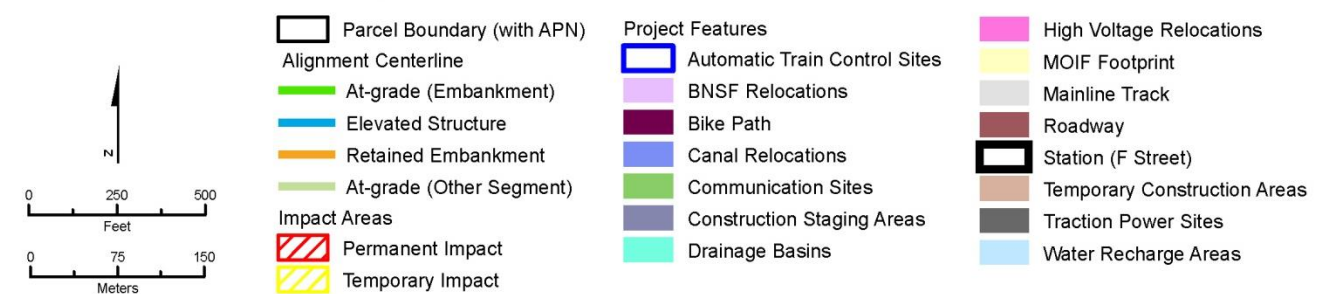 Z
0 250 500
Feet
0 75 150
Meters
Parcel Boundary (with APN)
Alignment Centerline
At-grade (Embankment)
Elevated Structure
Retained Embankment
At-grade (Other Segment)
Impact Areas
Permanent Impact
Temporary Impact
Project Features
Automatic Train Control Sites
BNSF Relocations
Bike Path
Canal Relocations
Communication Sites
Construction Staging Areas
Drainage Basins
High Voltage Relocations
MOIF Footprint
Mainline Track
Roadway
Station (F Street)
Temporary Construction Areas
Traction Power Sites
Water Recharge Areas